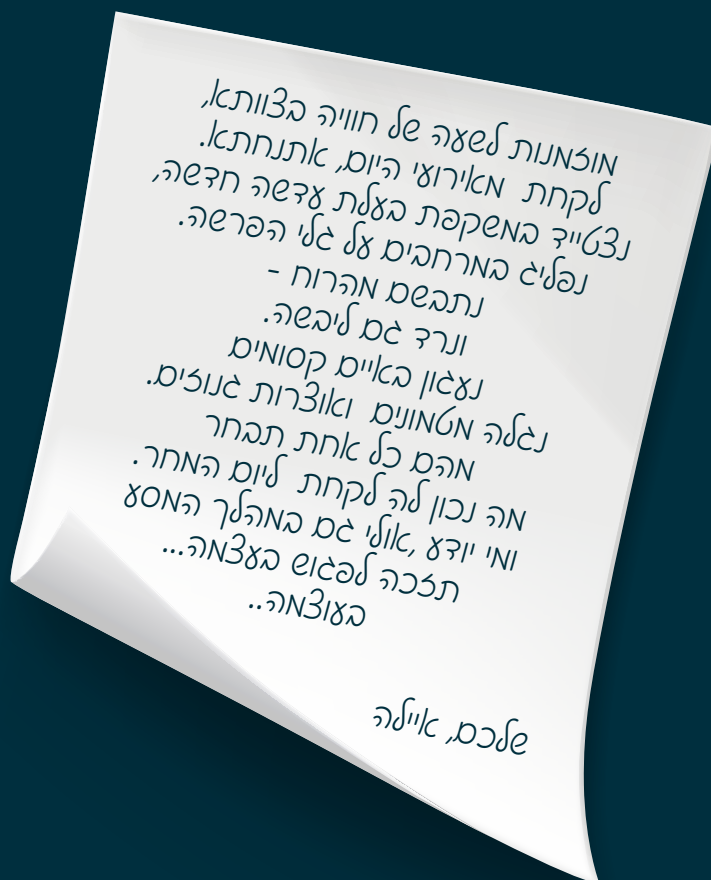 מוזמנות לשעה של חוויה בצוותא,
לקחת מאירועי היום, אתנחתא.
נצטייד במשקפת בעלת עדשה חדשה,
נפליג במרחבים על גלי הפרשה.
נתבשם מהרוח -
ונרד גם ליבשה.
נעגון באיים קסומים
נגלה מטמונים ואוצרות גנוזים.
מהם כל אחת תבחר
מה נכון לה לקחת ליום המחר.
ומי יודע ,אולי גם במהלך המסע
תזכה לפגוש בעצמה...
בעוצמה..
שלכם, איילה